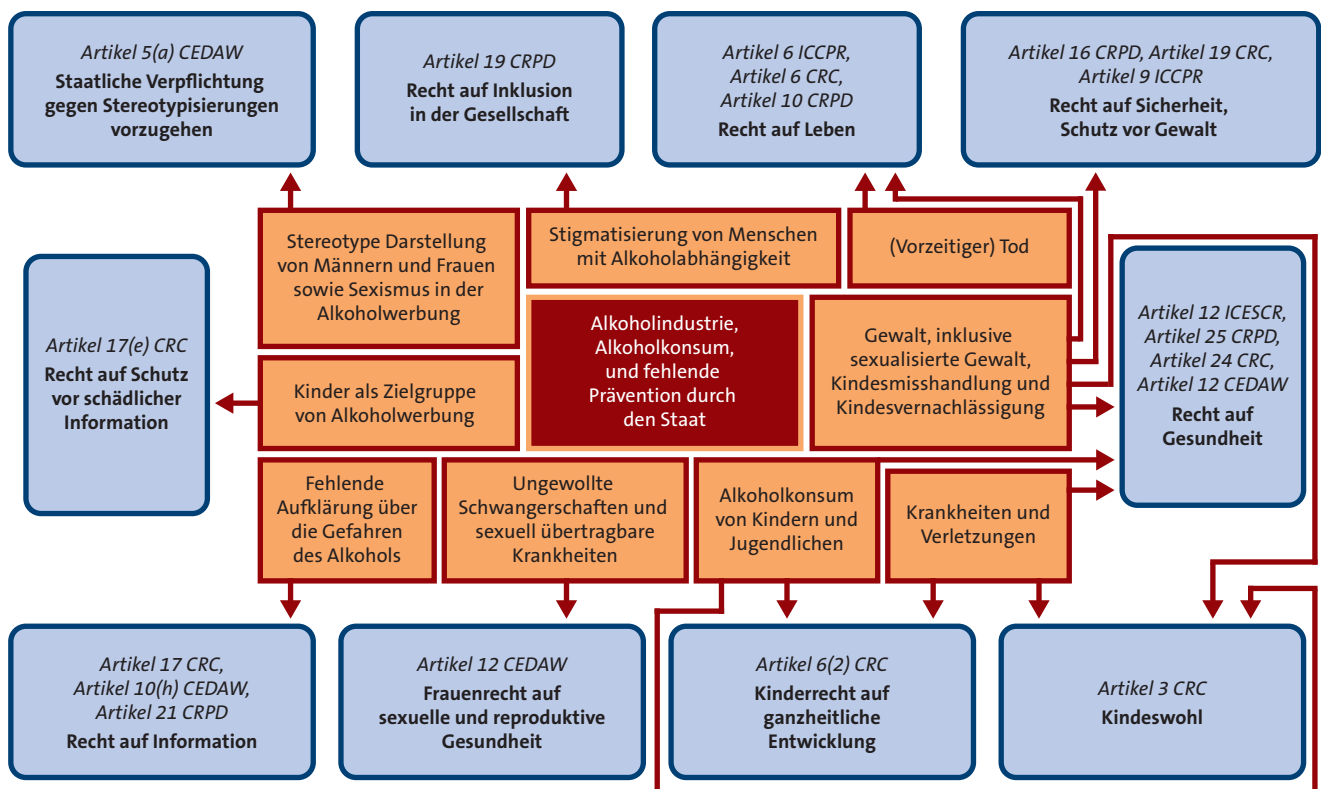 Artikel 5(a) CEDAW
Staatliche Verpflichtung
gegen Stereotypisierungen
vorzugehen
Artikel 19 CRPD
Recht auf Inklusion
in der Gesellschaft
Artikel 6 ICCPR,
Artikel 6 CRC,
Artikel 10 CRPD
Recht auf Leben
Artikel 16 CRPD, Artikel 19 CRC,
Artikel 9 ICCPR
Recht auf Sicherheit,
Schutz vor Gewalt
Stereotype Darstellung
von Männern und Frauen
sowie Sexismus in der
Alkoholwerbung
Stigmatisierung von Menschen
mit Alkoholabhängigkeit
(Vorzeitiger) Tod
Artikel 17(e) CRC
Recht auf Schutz
vor schädlicher
Information
Kinder als Zielgruppe
von Alkoholwerbung
Alkoholindustrie,
Alkoholkonsum,
und fehlende
Prävention durch
den Staat
Gewalt, inklusive
sexualisierte Gewalt,
Kindesmisshandlung und
Kindesvernachlässigung
Artikel 12 ICESCR,
Artikel 25 CRPD,
Artikel 24 CRC,
Artikel 12 CEDAW
Recht auf
Gesundheit
Fehlende
Aufklärung über
die Gefahren
des Alkohols
Ungewollte
Schwangerschaften und
sexuell übertragbare
Krankheiten
Alkoholkonsum
von Kindern und
Jugendlichen
Krankheiten und
Verletzungen
Artikel 17 CRC,
Artikel 10(h) CEDAW,
Artikel 21 CRPD
Recht auf Information
Artikel 12 CEDAW
Frauenrecht auf
sexuelle und reproduktive
Gesundheit
Artikel 6(2) CRC
Kinderrecht auf
ganzheitliche
Entwicklung
Artikel 3 CRC
Kindeswohl